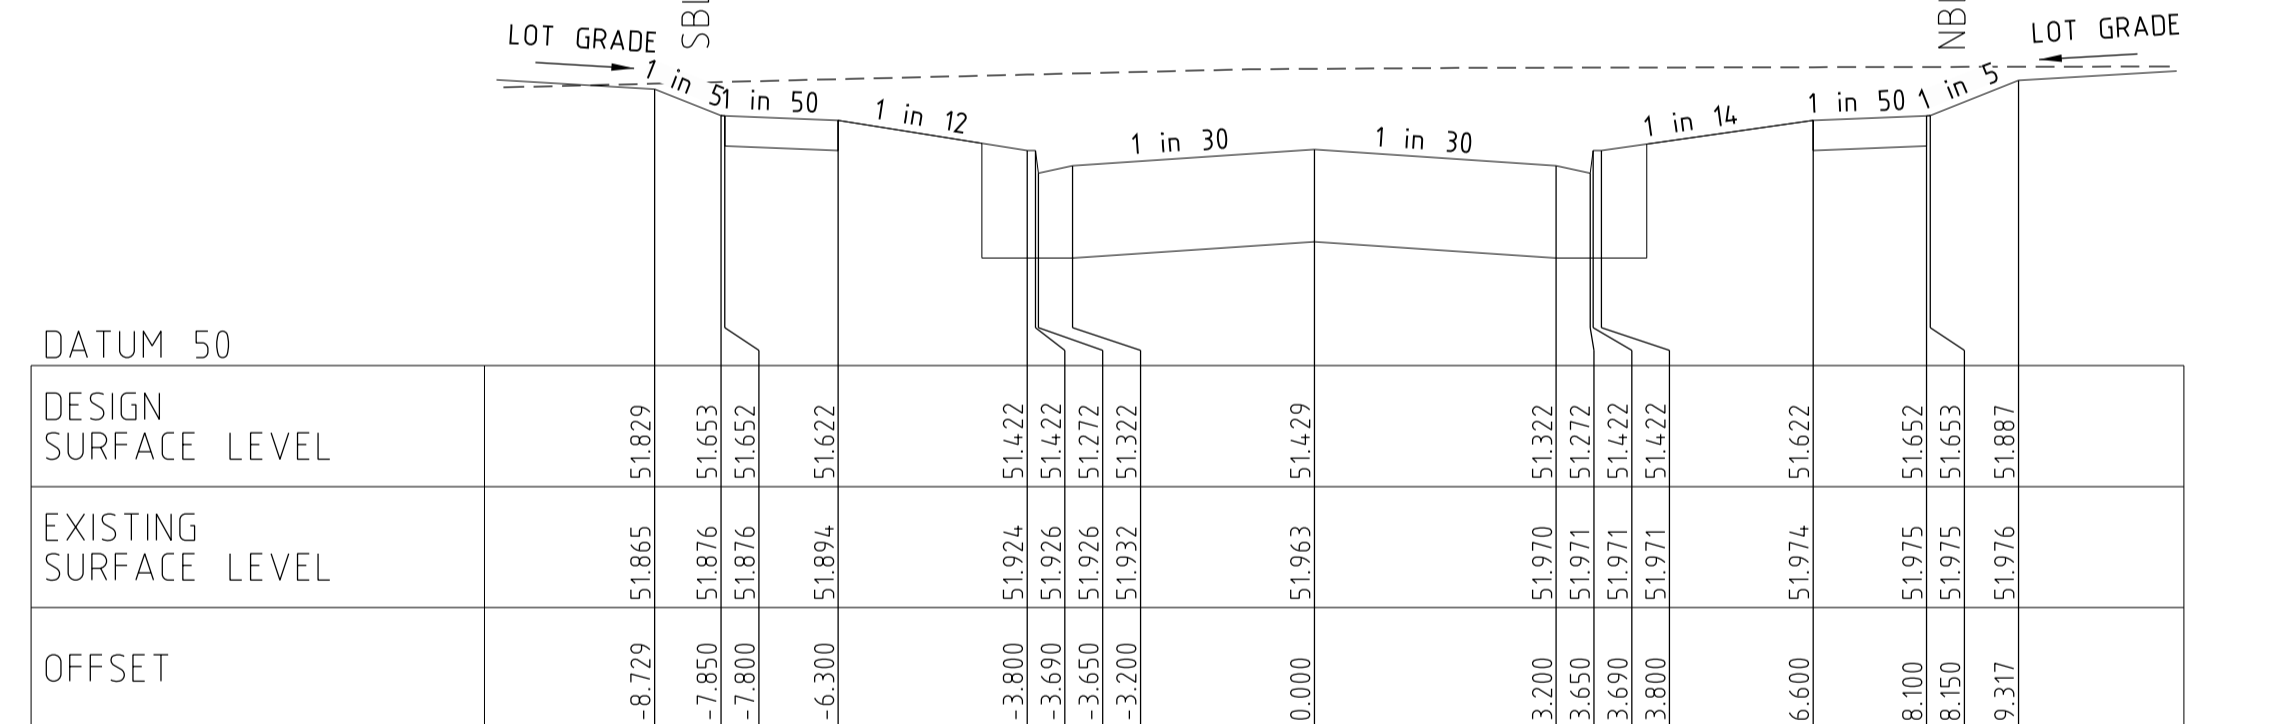 LOT GRADE
SBL
NBL
LOT GRADE
1 in 5
1 in 50
1 in 12
1 in 30
1 in 30
1 in 14
1 in 50
1 in 5
DATUM 50
DESIGN
SURFACE LEVEL
51.829 51.653 51.652 51.622 51.422 51.422 51.272 51.322 51.429 51.322 51.272 51.422 51.422 51.622 51.652 51.653 51.887
EXISTING
SURFACE LEVEL
51.865 51.876 51.876 51.894 51.924 51.926 51.926 51.932 51.963 51.970 51.971 51.971 51.971 51.974 51.975 51.975 51.976
OFFSET
-8.729 -7.850 -7.800 -6.300 -3.800 -3.690 -3.650 -3.200 0.000 3.200 3.650 3.690 3.800 6.600 8.100 8.150 9.317